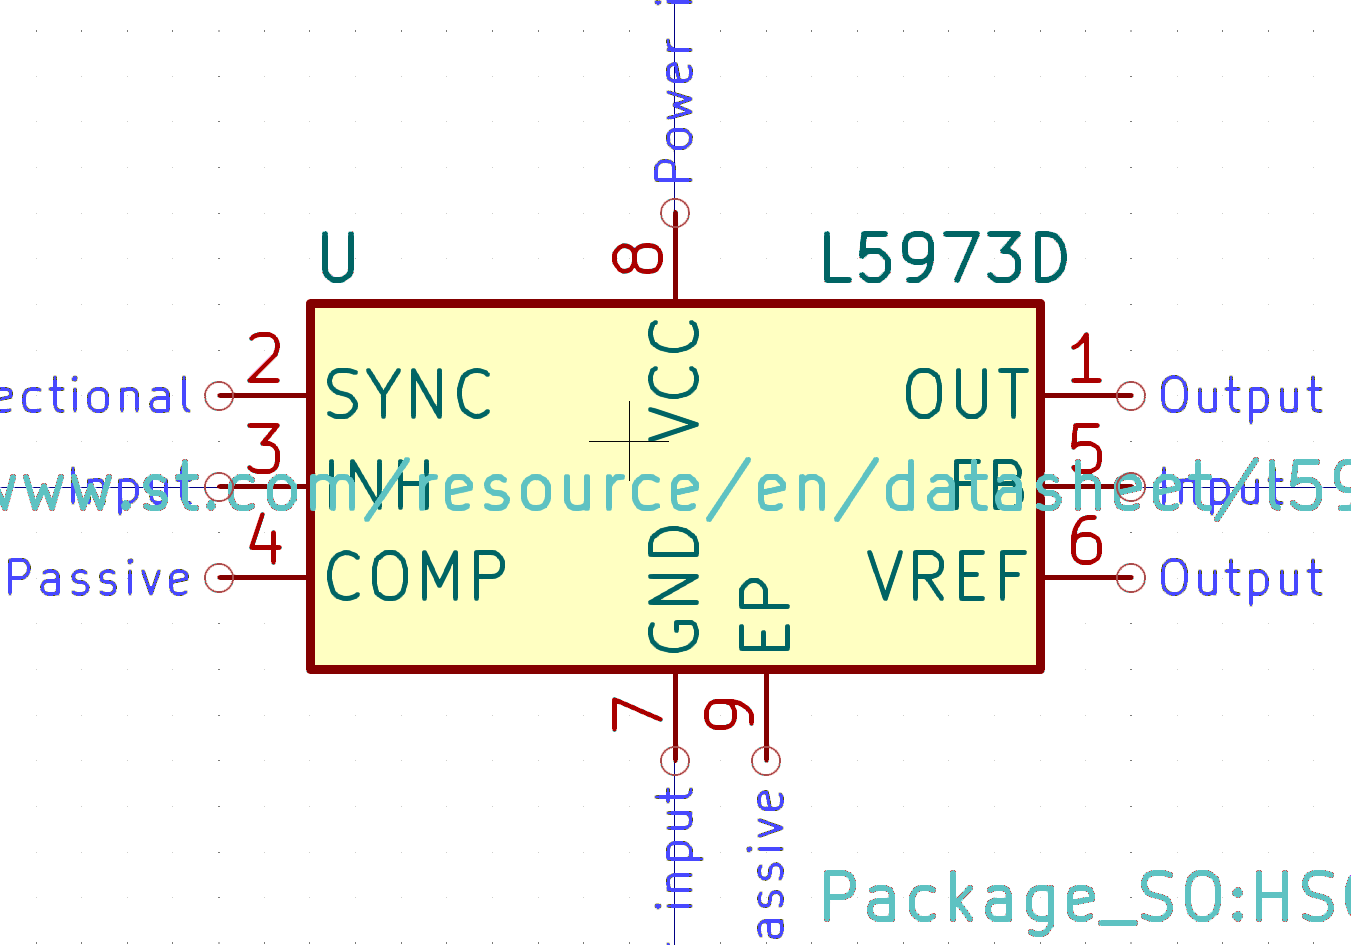 Power i
U
8
L5973D
2
VCC
1
ectional
SYNC
OUT
Output
3
5
Input
INH
FB
Input
www.st.com/resource/en/datasheet/l59
4
6
Passive
COMP
GND
EP
VREF
Output
7
9
input
assive
Package_SO:HSO